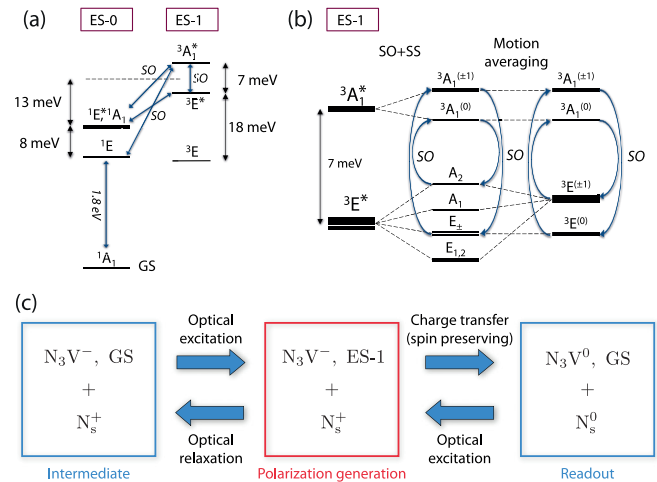 (a)
ES-0
ES-1
³A₁*
SO
SO
7 meV
13 meV
¹E,*¹A₁
SO
³E*
18 meV
8 meV
¹E
³E
1.8 eV
¹A₁
GS
(b)
ES-1
SO+SS
Motion
averaging
³A₁*
³A₁⁽±¹⁾
³A₁⁽±¹⁾
³A₁⁽⁰⁾
³A₁⁽⁰⁾
7 meV
SO
SO
SO
SO
A₂
A₁
³E⁽±¹⁾
³E*
E±
³E⁽⁰⁾
E₁,₂
(c)
N₃V⁻, GS
+
Nₛ⁺
Intermediate
Optical
excitation
Optical
relaxation
N₃V⁻, ES-1
+
Nₛ⁺
Polarization generation
Charge transfer
(spin preserving)
Optical
excitation
N₃V⁰, GS
+
Nₛ⁰
Readout